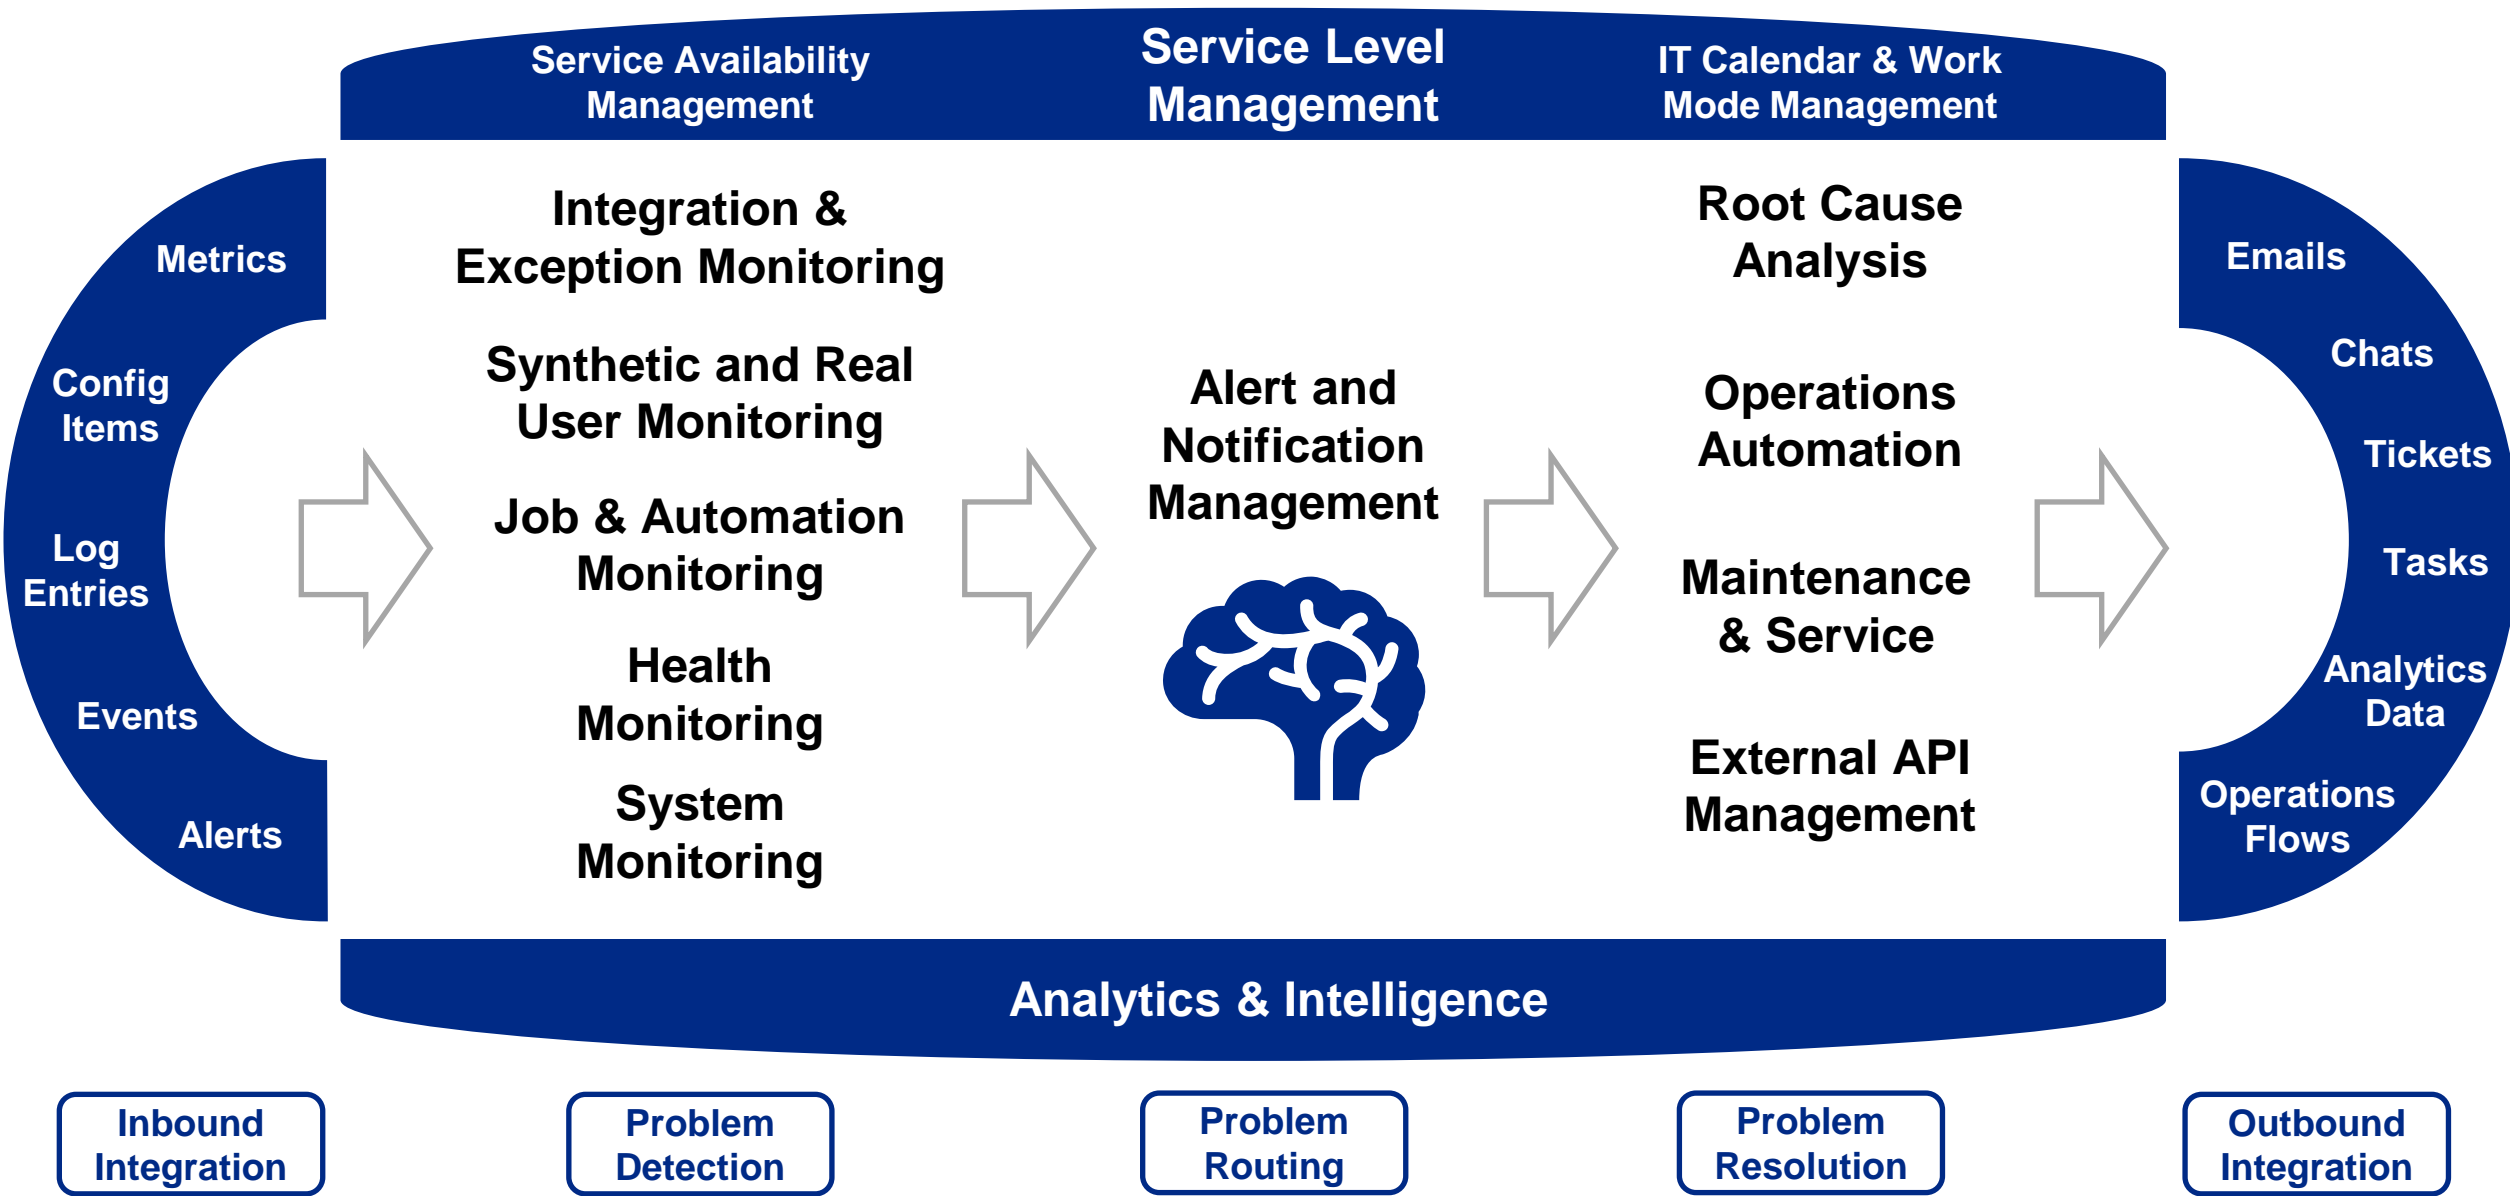 Service Availability
Management
Service Level
Management
IT Calendar & Work
Mode Management
Metrics
Config
Items
Log
Entries
Events
Alerts
Integration &
Exception Monitoring
Synthetic and Real
User Monitoring
Job & Automation
Monitoring
Health
Monitoring
System
Monitoring
Alert and
Notification
Management
Root Cause
Analysis
Operations
Automation
Maintenance
& Service
External API
Management
Emails
Chats
Tickets
Tasks
Analytics
Data
Operations
Flows
Analytics & Intelligence
Inbound
Integration
Problem
Detection
Problem
Routing
Problem
Resolution
Outbound
Integration